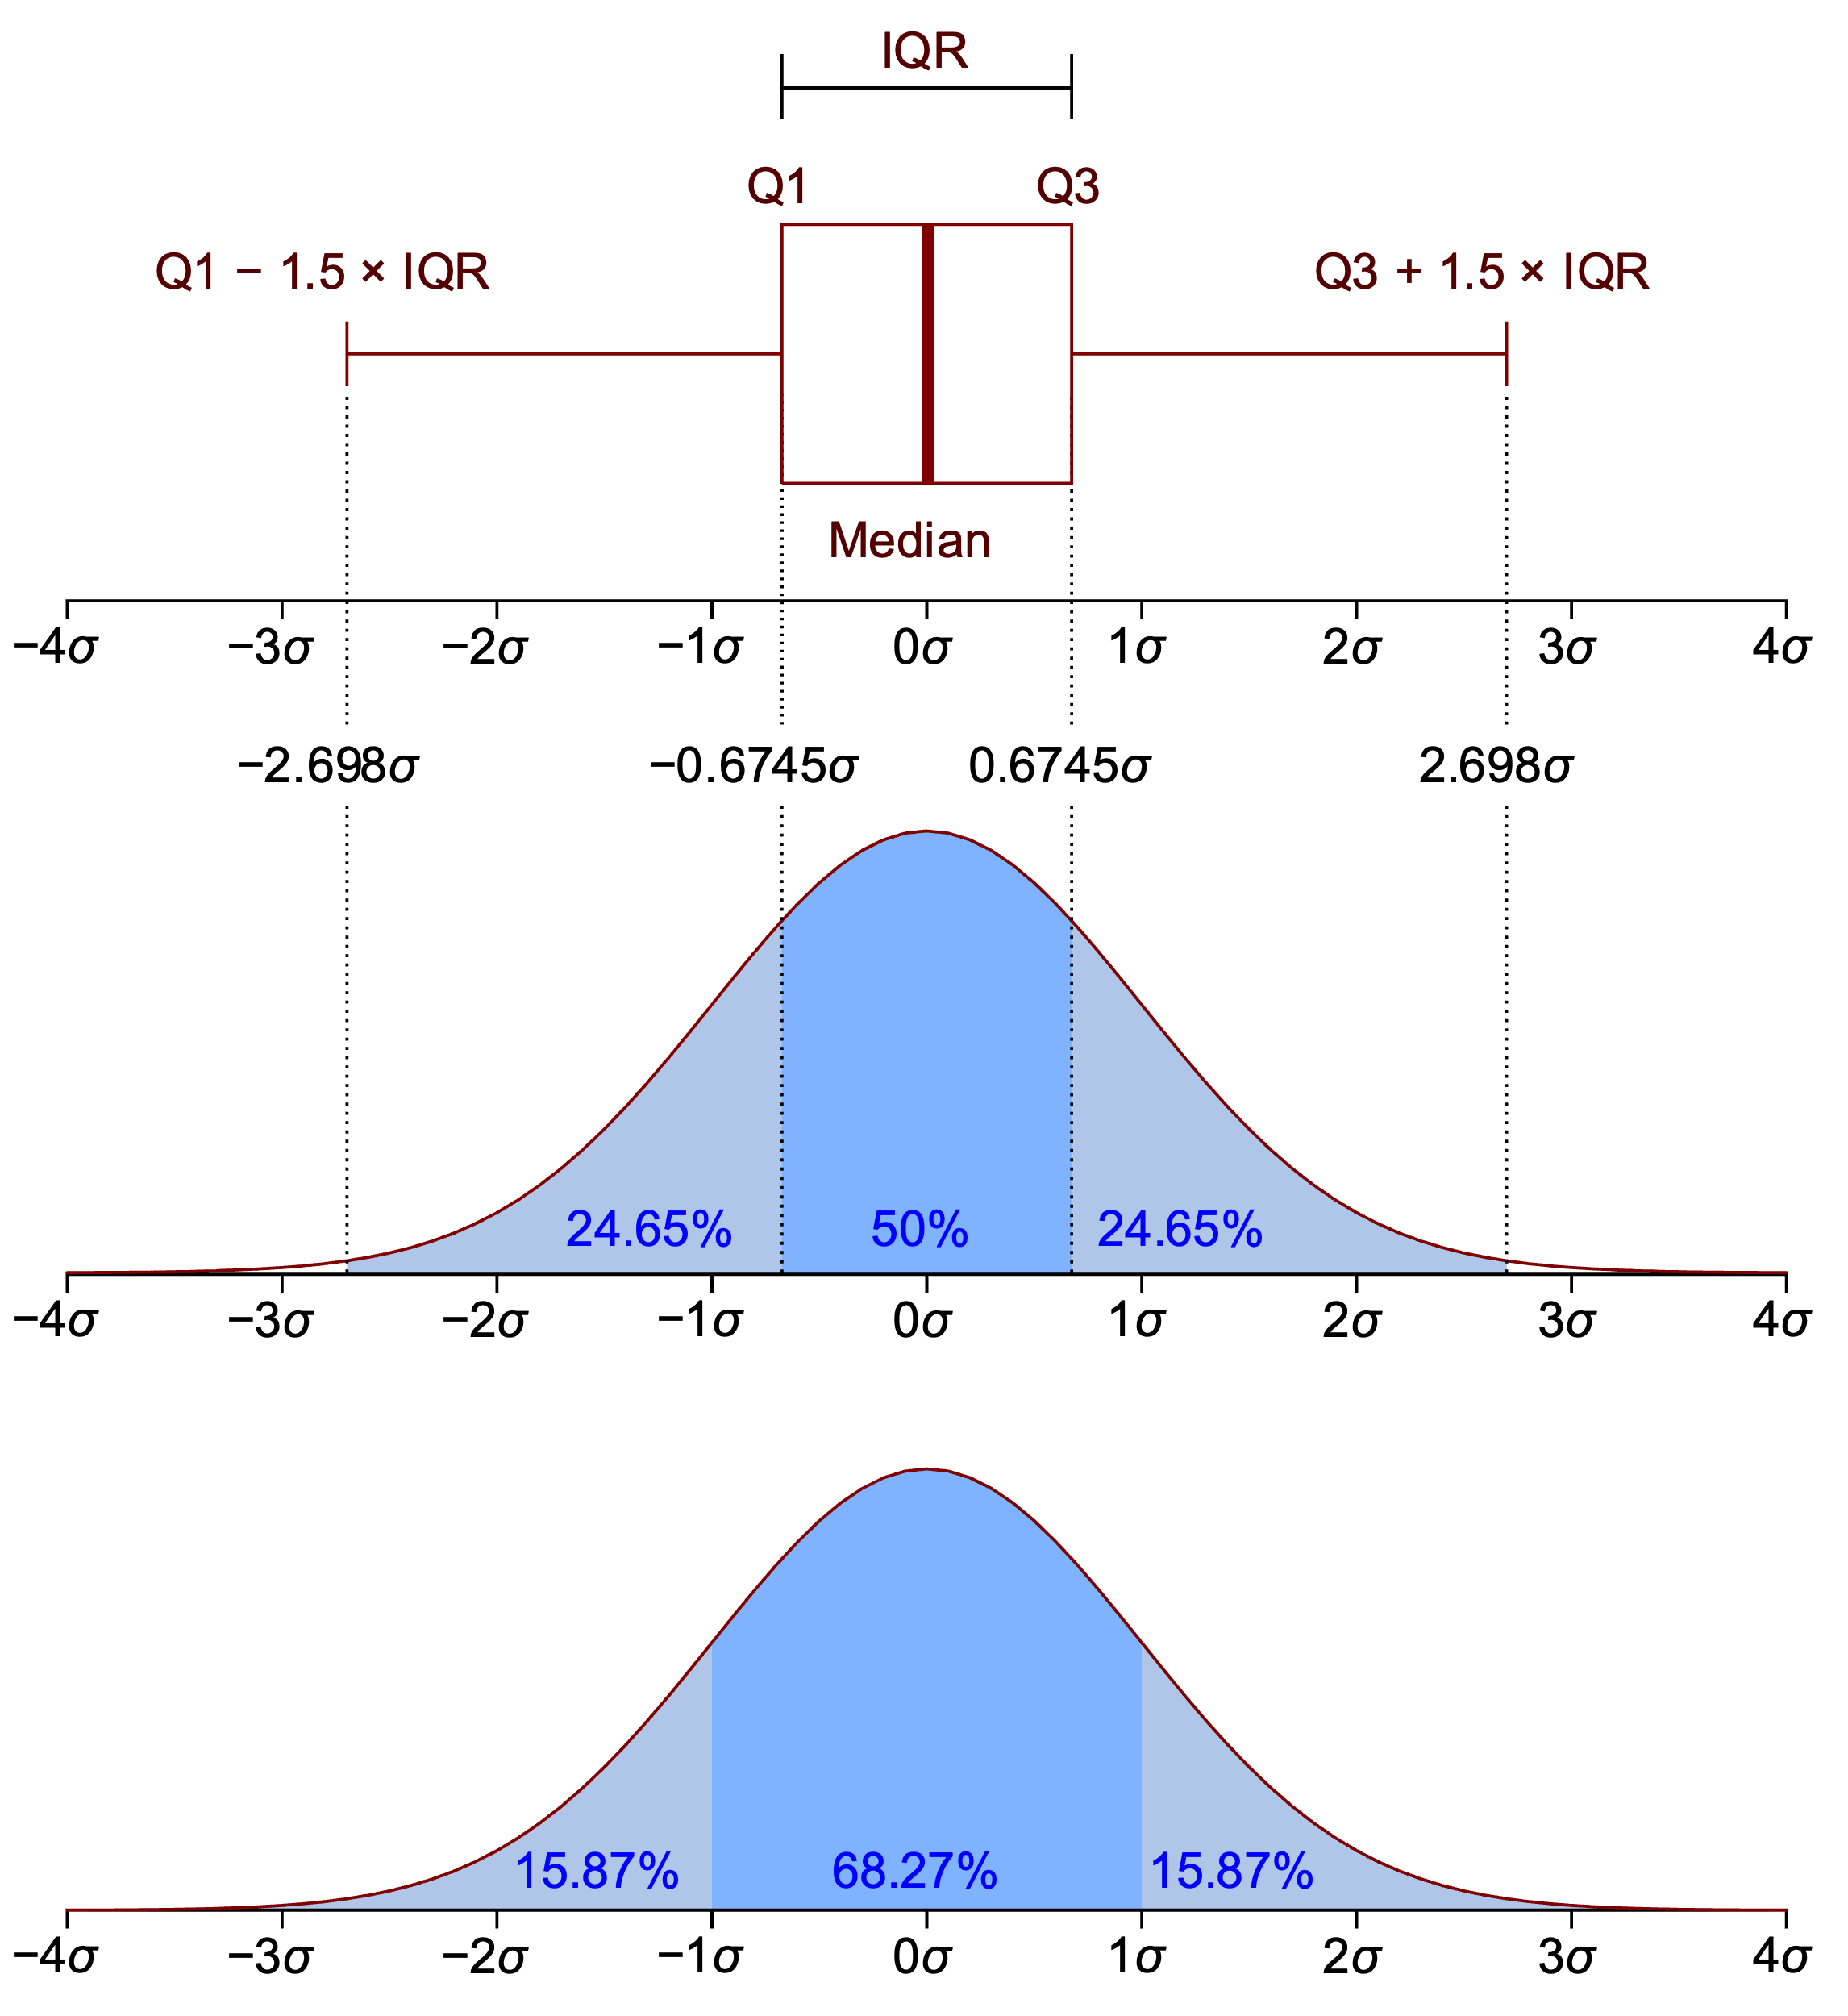 IQR
Q1 Q3
Q1 − 1.5 × IQR Q3 + 1.5 × IQR
Median
−4σ −3σ −2σ −1σ 0σ 1σ 2σ 3σ 4σ
−2.698σ −0.6745σ 0.6745σ 2.698σ
24.65% 50% 24.65%
−4σ −3σ −2σ −1σ 0σ 1σ 2σ 3σ 4σ
15.87% 68.27% 15.87%
−4σ −3σ −2σ −1σ 0σ 1σ 2σ 3σ 4σ